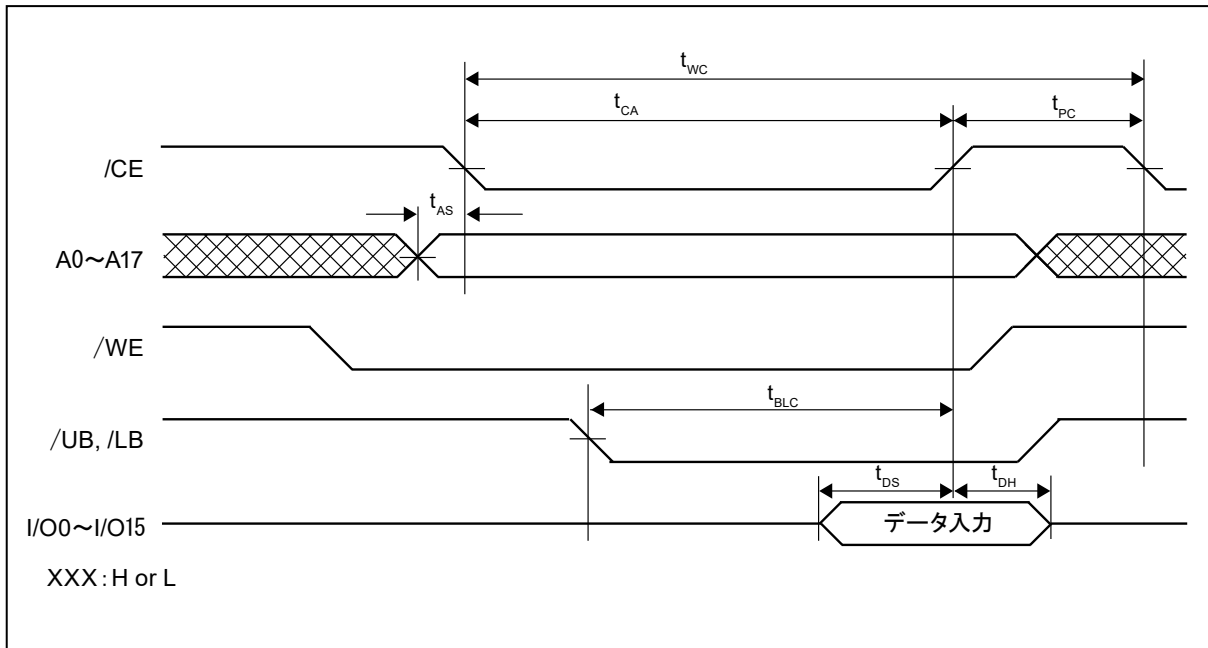 tWC
tCA
tPC
/CE
tAS
A0～A17
/WE
tBLC
/UB, /LB
tDS
tDH
I/O0～I/O15
データ入力
XXX：H or L